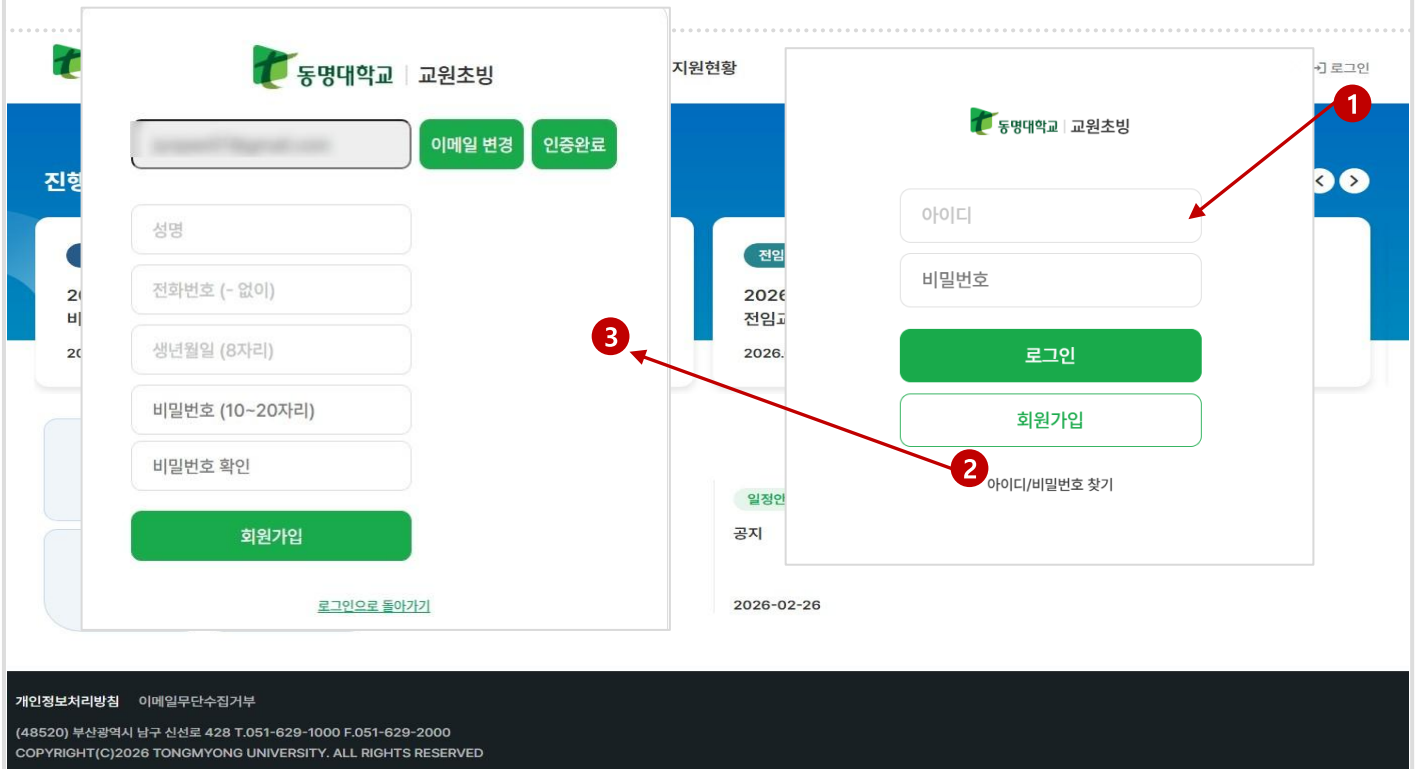 동명대학교 교원초빙
이메일 변경 인증완료
성명
전화번호 (- 없이)
생년월일 (8자리)
비밀번호 (10~20자리)
비밀번호 확인
회원가입
로그인으로 돌아가기
3
지원현황
로그인
1
동명대학교 교원초빙
아이디
비밀번호
로그인
회원가입
2
아이디/비밀번호 찾기
진행
전임
2026
전임교
2026.
일정안
공지
2026-02-26
개인정보처리방침 이메일무단수집거부
(48520) 부산광역시 남구 신선로 428 T.051-629-1000 F.051-629-2000
COPYRIGHT(C)2026 TONGMYONG UNIVERSITY. ALL RIGHTS RESERVED